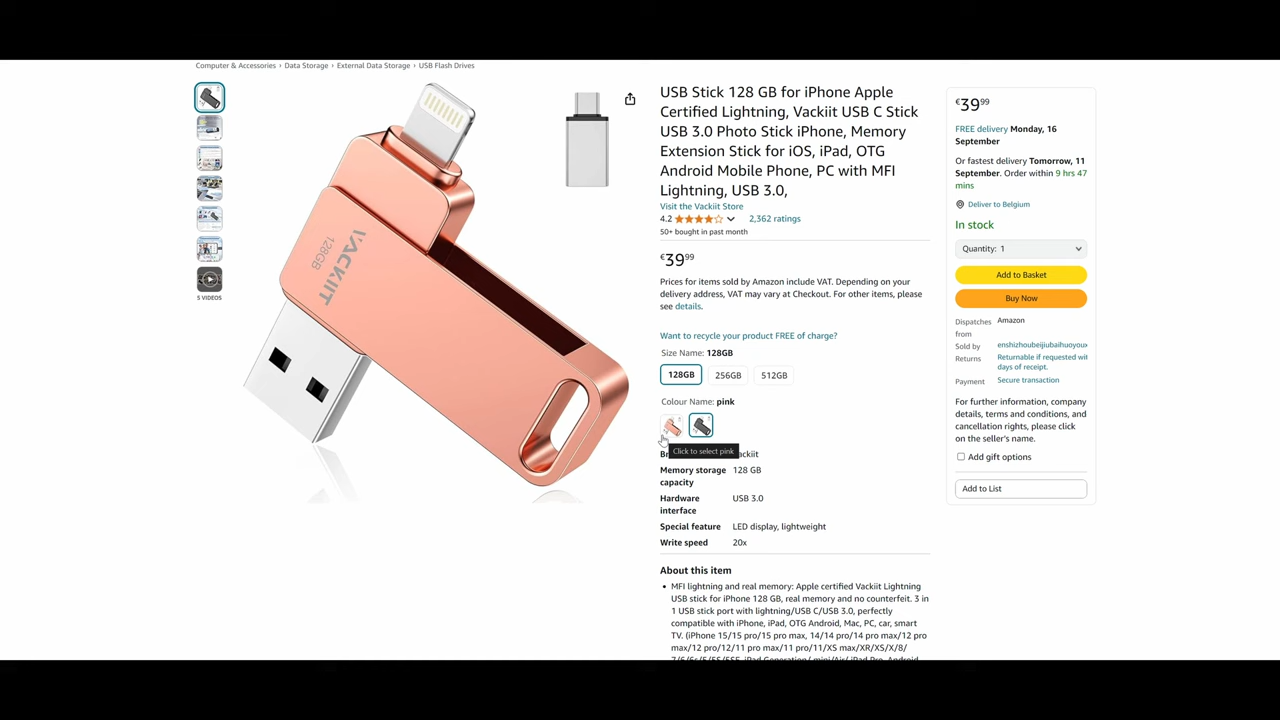 Computer & Accessories › Data Storage › External Data Storage › USB Flash Drives
5 VIDEOS
128GB
VACKIIT
USB Stick 128 GB for iPhone Apple
Certified Lightning, Vackiit USB C Stick
USB 3.0 Photo Stick iPhone, Memory
Extension Stick for iOS, iPad, OTG
Android Mobile Phone, PC with MFI
Lightning, USB 3.0,
Visit the Vackiit Store
4.2 2,362 ratings
50+ bought in past month
€3999
Prices for items sold by Amazon include VAT. Depending on your
delivery address, VAT may vary at Checkout. For other items, please
see details.
Want to recycle your product FREE of charge?
Size Name: 128GB
128GB 256GB 512GB
Colour Name: pink
Click to select pink
Br ackiit
Memory storage 128 GB
capacity
Hardware USB 3.0
interface
Special feature LED display, lightweight
Write speed 20x
About this item
• MFI lightning and real memory: Apple certified Vackiit Lightning
USB stick for iPhone 128 GB, real memory and no counterfeit. 3 in
1 USB stick port with lightning/USB C/USB 3.0, perfectly
compatible with iPhone, iPad, OTG Android, Mac, PC, car, smart
TV. (iPhone 15/15 pro/15 pro max, 14/14 pro/14 pro max/12 pro
max/12 pro/12/11 pro max/11 pro/11/XS max/XR/XS/X/8/
€3999
FREE delivery Monday, 16
September
Or fastest delivery Tomorrow, 11
September. Order within 9 hrs 47
mins
Deliver to Belgium
In stock
Quantity: 1
Add to Basket
Buy Now
Dispatches Amazon
from
Sold by enshizhoubeijiubaihuoyou
Returns Returnable if requested wit
days of receipt.
Payment Secure transaction
For further information, company
details, terms and conditions, and
cancellation rights, please click
on the seller's name.
Add gift options
Add to List